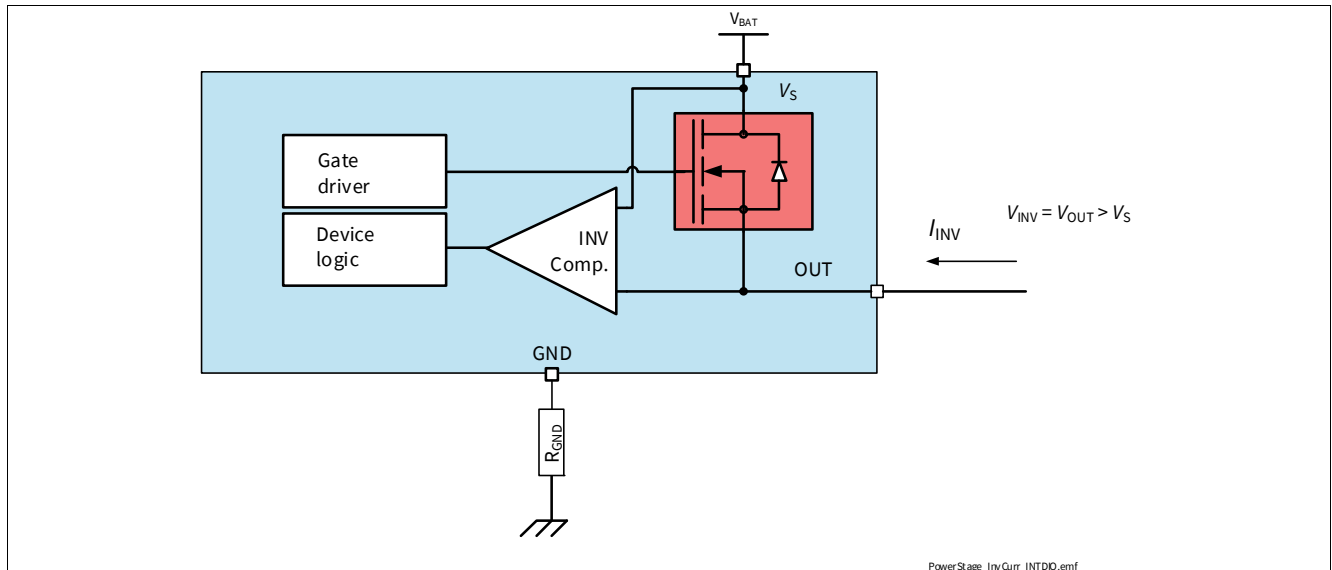 VBAT
VS
Gate
driver
Device
logic
INV
Comp.
OUT
IINV
VINV = VOUT > VS
GND
RGND
PowerStage_InvCurr_INTDIO.emf